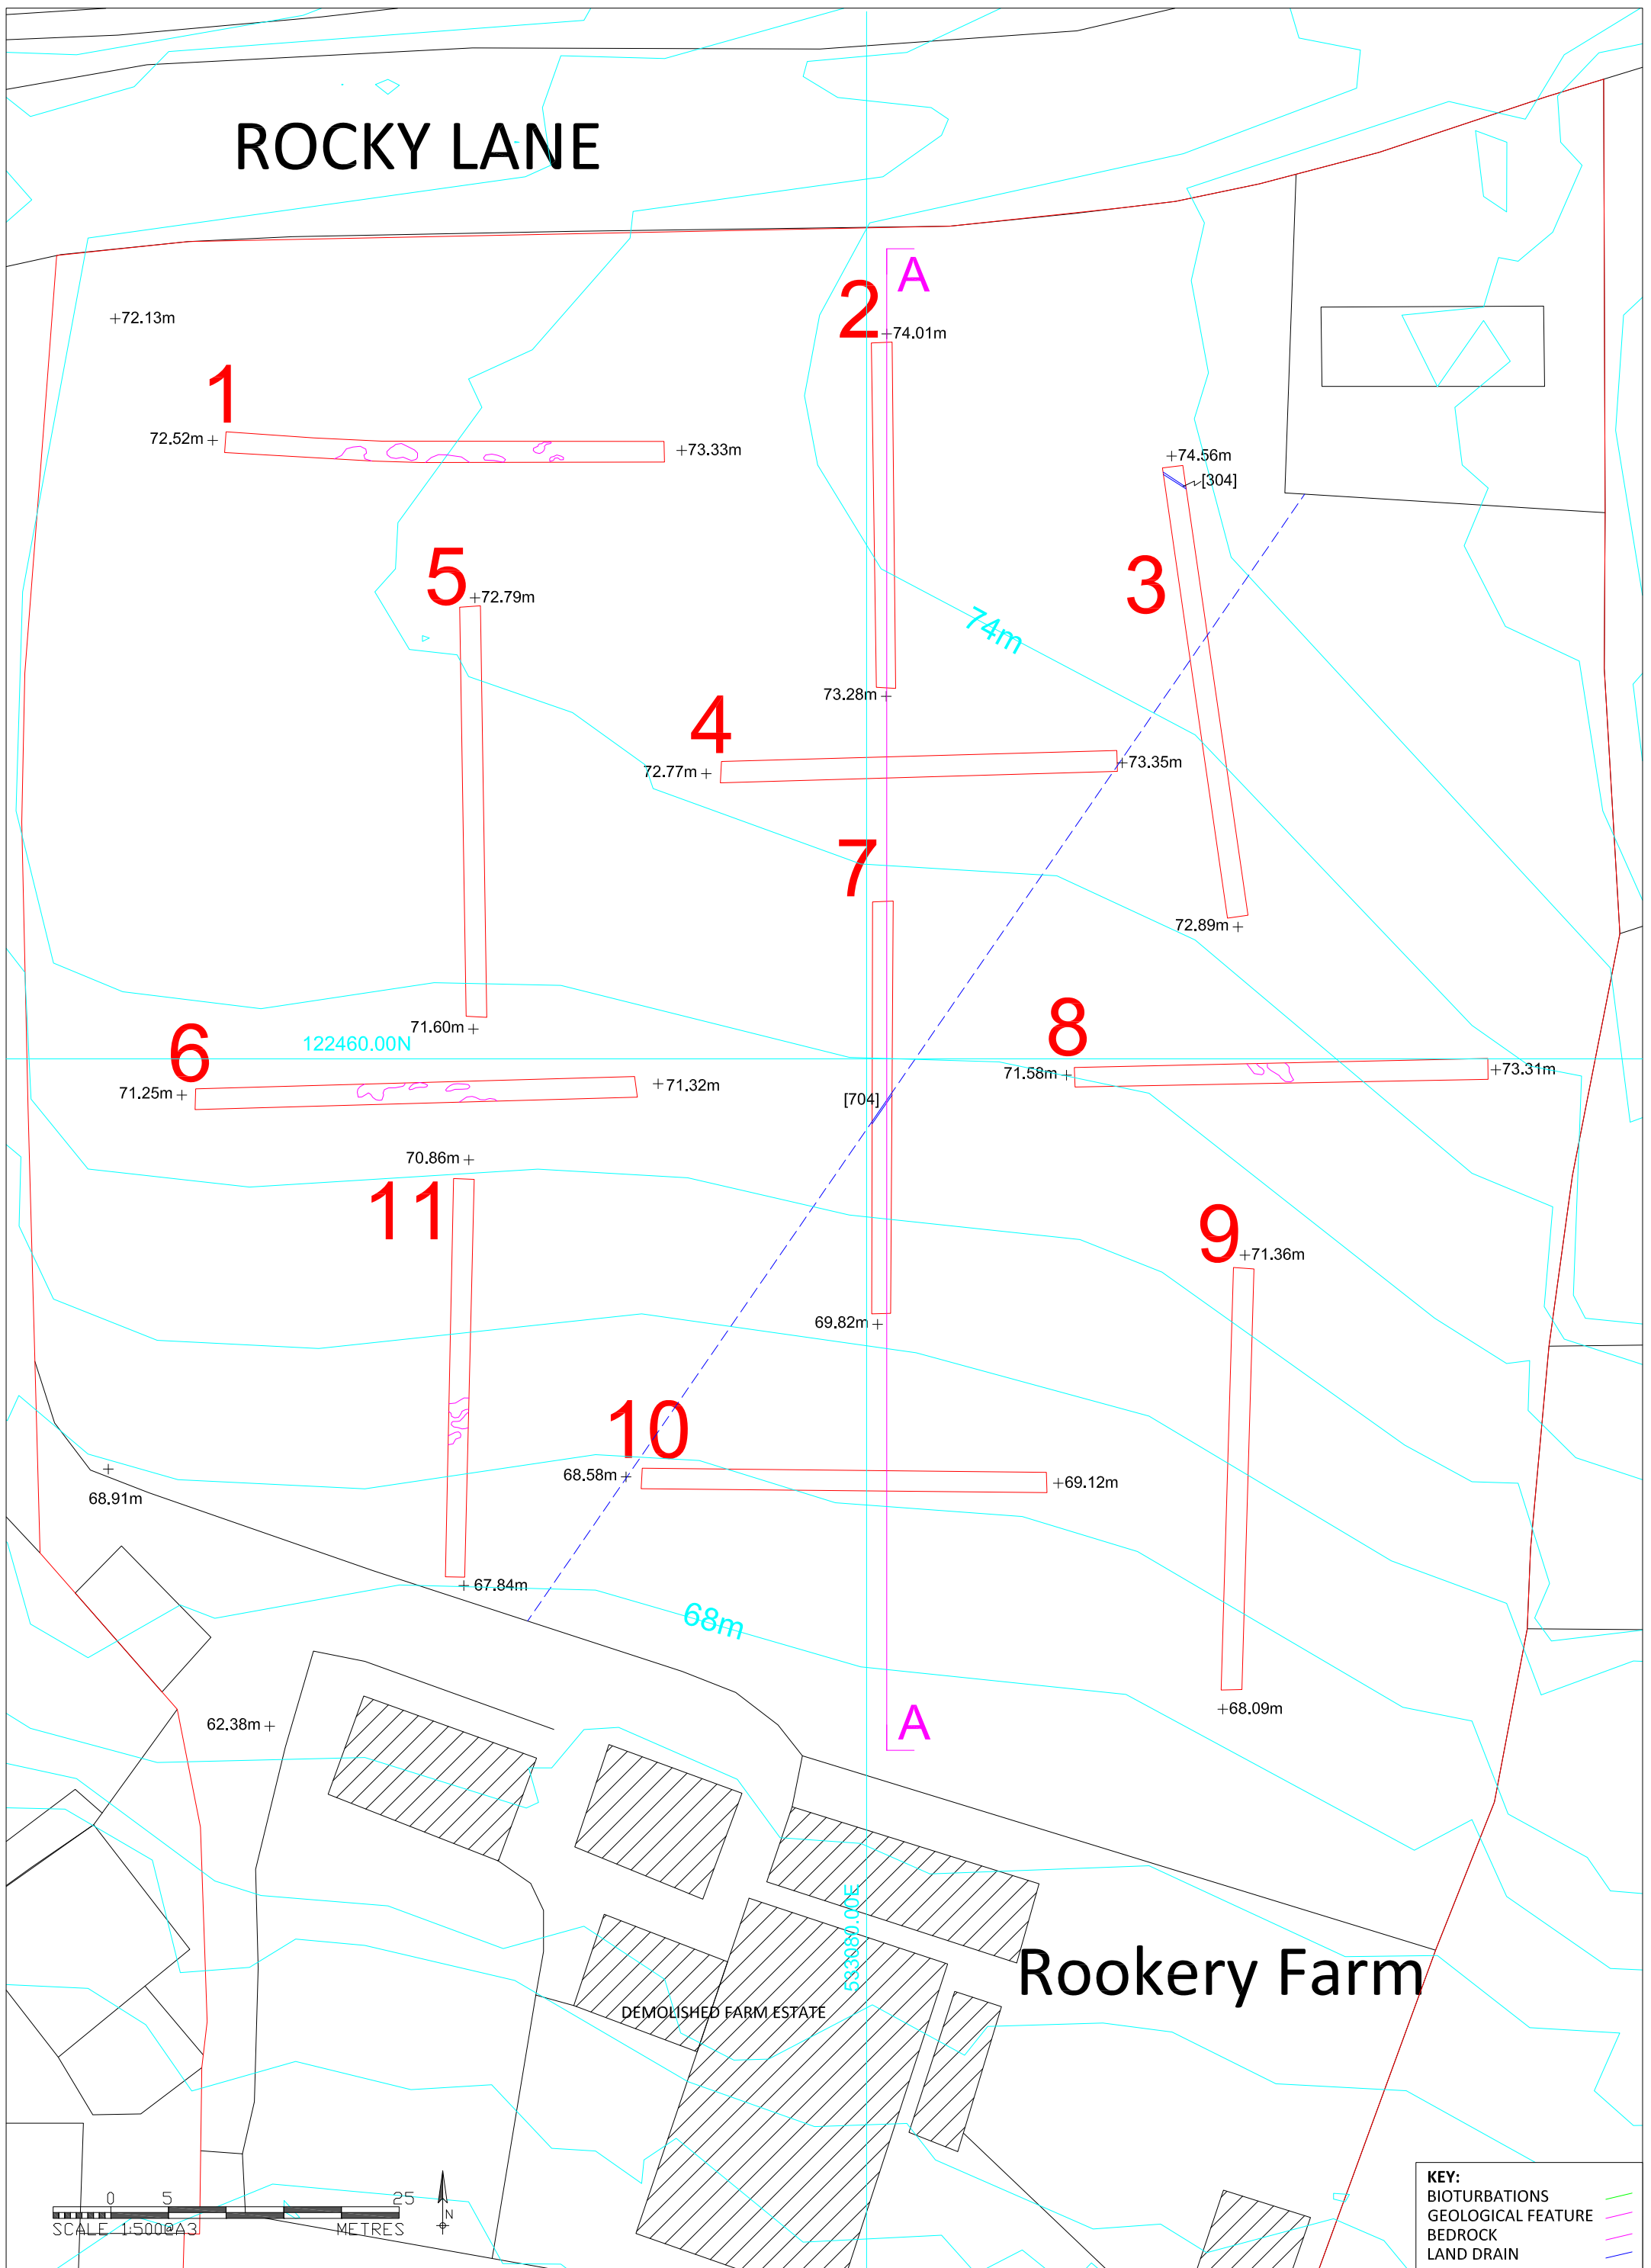 ROCKY LANE
A
2
+72.13m
+74.01m
1
72.52m +
+73.33m
+74.56m
[304]
5
+72.79m
3
74m
73.28m +
4
72.77m +
+73.35m
7
72.89m +
71.60m +
122460.00N
6
8
71.58m +
+73.31m
71.25m +
+71.32m
[704]
70.86m +
11
9
+71.36m
69.82m +
10
68.58m +
+69.12m
+
68.91m
+ 67.84m
68m
62.38m +
+68.09m
A
533080.00E
Rookery Farm
DEMOLISHED FARM ESTATE
0 5 25
SCALE 1:500@A3 METRES
N
KEY:
BIOTURBATIONS
GEOLOGICAL FEATURE
BEDROCK
LAND DRAIN